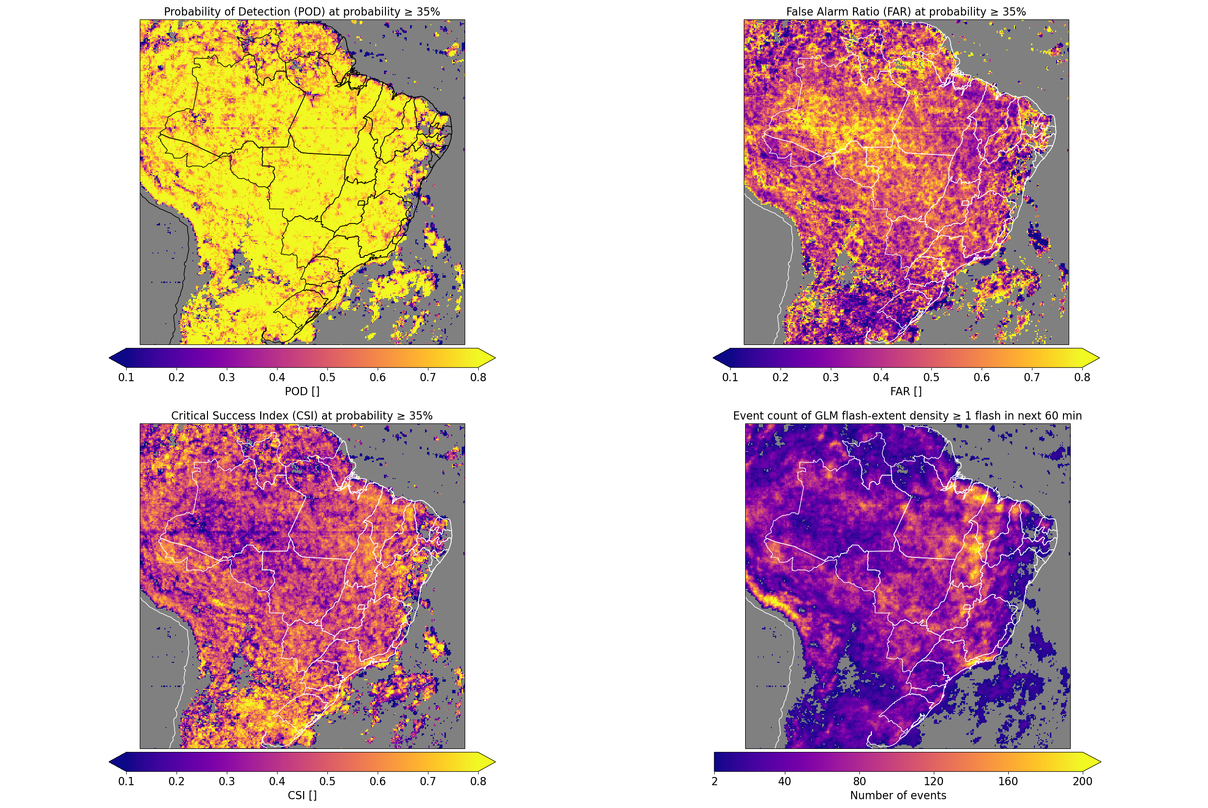 Probability of Detection (POD) at probability ≥ 35%
0.1 0.2 0.3 0.4 0.5 0.6 0.7 0.8
POD []
False Alarm Ratio (FAR) at probability ≥ 35%
0.1 0.2 0.3 0.4 0.5 0.6 0.7 0.8
FAR []
Critical Success Index (CSI) at probability ≥ 35%
0.1 0.2 0.3 0.4 0.5 0.6 0.7 0.8
CSI []
Event count of GLM flash-extent density ≥ 1 flash in next 60 min
2 40 80 120 160 200
Number of events